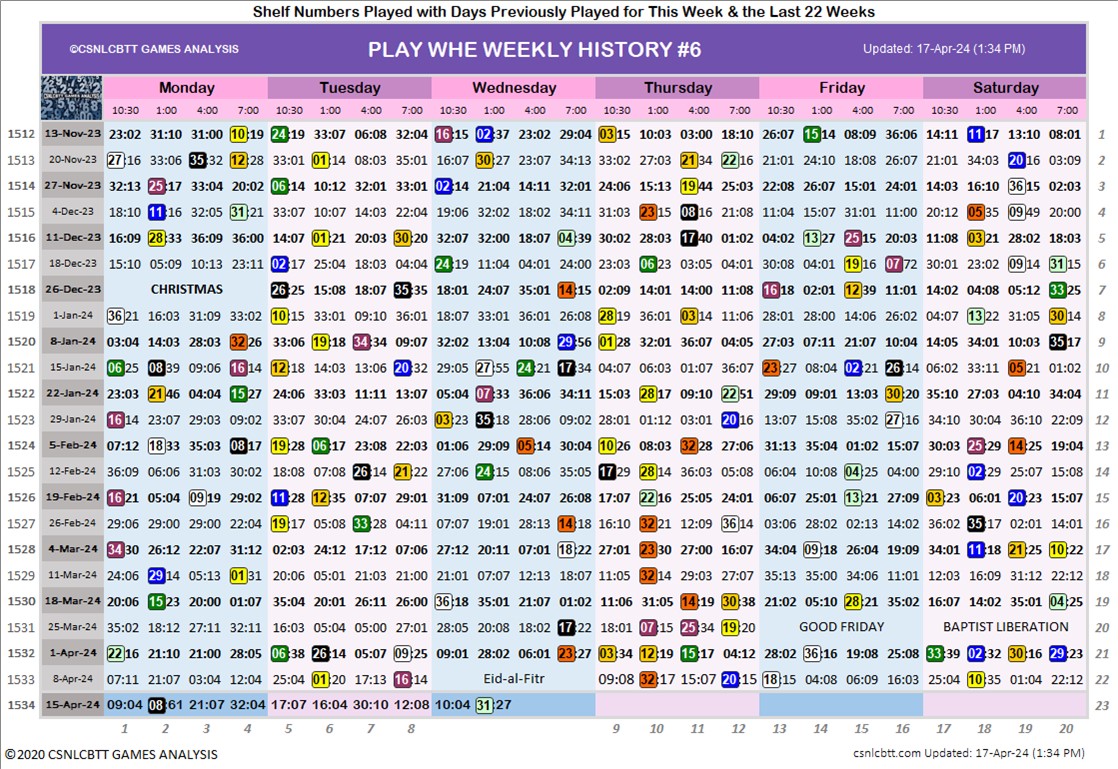 Shelf Numbers Played with Days Previously Played for This Week & the Last 22 Weeks
©CSNLCBTT GAMES ANALYSIS PLAY WHE WEEKLY HISTORY #6 Updated: 17-Apr-24 (1:34 PM)
Monday Tuesday Wednesday Thursday Friday Saturday
10:30 1:00 4:00 7:00 10:30 1:00 4:00 7:00 10:30 1:00 4:00 7:00 10:30 1:00 4:00 7:00 10:30 1:00 4:00 7:00 10:30 1:00 4:00 7:00
1512 13-Nov-23 23:02 31:10 31:00 10:19 24:19 33:07 06:08 32:04 16:15 02:37 23:02 29:04 03:15 10:03 03:00 18:10 26:07 15:14 08:09 36:06 14:11 11:17 13:10 08:01 1
1513 20-Nov-23 27:16 33:06 35:32 12:28 33:01 01:14 08:03 35:01 16:07 30:27 23:07 34:13 33:02 27:03 21:34 22:16 21:01 24:10 18:08 26:07 21:01 34:03 20:16 03:09 2
1514 27-Nov-23 32:13 25:17 33:04 20:02 06:14 10:12 32:01 33:01 02:14 21:04 14:11 32:01 24:06 15:13 19:44 25:03 22:08 26:07 15:01 24:01 14:03 16:10 36:15 02:03 3
1515 4-Dec-23 18:10 11:16 32:05 31:21 33:07 10:07 14:03 22:04 19:06 32:02 18:02 34:11 31:03 23:15 08:16 21:08 11:04 15:07 31:01 11:00 20:12 05:35 09:49 20:00 4
1516 11-Dec-23 16:09 28:33 36:09 36:00 14:07 01:21 20:03 30:20 32:07 32:00 18:07 04:39 30:02 28:03 17:40 01:02 04:02 13:27 25:15 20:03 11:08 03:21 28:02 18:03 5
1517 18-Dec-23 15:10 05:09 10:13 23:11 02:17 25:04 18:03 04:04 24:19 11:04 04:01 24:00 23:03 06:23 03:05 04:01 30:08 04:01 19:16 07:72 30:01 23:02 09:14 31:15 6
1518 26-Dec-23 CHRISTMAS 26:25 15:08 18:07 35:35 18:01 24:07 35:01 14:15 02:09 14:01 14:00 11:08 16:18 02:01 12:39 11:01 14:02 04:08 05:12 33:25 7
1519 1-Jan-24 36:21 16:03 31:09 33:02 10:15 33:01 09:10 36:01 18:07 33:01 36:01 05:04 28:19 31:06 03:14 11:06 28:01 28:00 14:06 26:02 04:07 13:22 11:02 30:14 8
1520 8-Jan-24 03:04 14:03 28:03 32:26 33:06 19:18 34:34 09:07 32:02 13:04 10:08 29:56 01:28 32:01 36:07 04:05 27:03 07:11 21:07 10:04 14:05 34:01 10:03 35:17 9
1521 15-Jan-24 06:25 08:39 09:06 16:14 12:18 14:03 13:06 20:32 29:05 27:55 24:21 17:34 04:07 06:03 01:07 36:07 23:27 08:14 02:21 26:14 06:02 33:11 05:21 01:02 10
1522 22-Jan-24 23:03 21:46 04:04 15:27 24:06 33:03 11:11 13:07 05:04 07:33 36:06 34:11 15:03 28:17 09:10 22:51 29:09 09:01 13:03 30:20 35:10 27:03 04:10 34:04 11
1523 29-Jan-24 16:14 23:07 29:05 09:02 33:07 30:04 24:07 26:03 03:22 35:18 28:06 09:02 28:01 01:12 03:01 20:16 13:07 15:08 35:02 27:16 34:10 30:04 36:10 22:09 12
1524 5-Feb-24 07:12 18:33 35:03 08:17 19:28 06:17 23:08 22:03 01:06 29:09 05:14 30:04 10:26 08:03 32:28 27:06 31:13 35:04 01:02 15:07 30:03 25:29 14:25 19:04 13
1525 12-Feb-24 36:09 06:06 31:03 30:02 18:08 07:08 26:14 21:22 27:06 24:15 08:06 35:05 17:29 28:14 36:03 05:08 06:04 10:08 04:25 04:00 29:10 02:29 25:07 15:08 14
1526 19-Feb-24 16:21 05:04 09:19 29:02 11:28 12:35 07:07 29:01 31:09 07:01 24:07 26:08 17:07 22:16 25:05 24:01 06:07 25:01 13:21 27:09 03:23 06:01 20:23 15:07 15
1527 26-Feb-24 29:06 29:00 29:00 22:04 19:17 05:08 33:28 04:11 07:07 19:01 28:13 14:18 16:10 32:21 12:09 36:14 03:06 28:02 02:13 14:02 36:02 35:17 02:01 14:01 16
1528 4-Mar-24 34:30 26:12 22:07 31:12 02:03 24:10 17:12 07:06 27:12 20:11 07:01 18:22 27:01 23:30 27:00 16:07 34:04 09:18 26:04 19:09 34:01 11:18 21:25 10:22 17
1529 11-Mar-24 24:06 29:14 05:13 01:31 20:06 05:01 21:03 21:00 21:01 07:07 12:13 18:07 11:05 32:14 29:03 27:07 35:13 35:00 34:06 11:01 12:03 16:09 31:12 22:12 18
1530 18-Mar-24 20:06 15:23 20:00 01:07 35:04 20:01 26:11 26:00 36:18 35:01 21:07 01:02 11:06 31:05 14:19 30:38 21:02 05:10 28:21 35:02 16:07 14:02 35:01 04:25 19
1531 25-Mar-24 35:02 18:12 27:11 32:11 16:03 05:04 05:00 27:01 28:05 20:08 18:02 17:22 18:01 07:15 25:34 19:20 GOOD FRIDAY BAPTIST LIBERATION 20
1532 1-Apr-24 22:16 21:10 21:00 28:05 06:38 26:14 05:07 09:25 09:01 28:02 06:01 23:27 03:34 12:19 15:17 04:12 28:02 36:16 19:08 25:08 33:39 02:32 30:16 29:23 21
1533 8-Apr-24 07:11 21:07 03:04 12:04 25:04 01:20 17:03 16:14 Eid-al-Fitr 09:08 32:17 15:07 20:15 18:15 04:08 06:09 16:03 25:04 10:35 01:04 22:12 22
1534 15-Apr-24 09:04 08:61 21:07 32:04 17:07 16:04 30:10 12:08 10:04 31:27 23
1 2 3 4 5 6 7 8 9 10 11 12 13 14 15 16 17 18 19 20
©2020 CSNLCBTT GAMES ANALYSIS csnlcbtt.com Updated: 17-Apr-24 (1:34 PM)